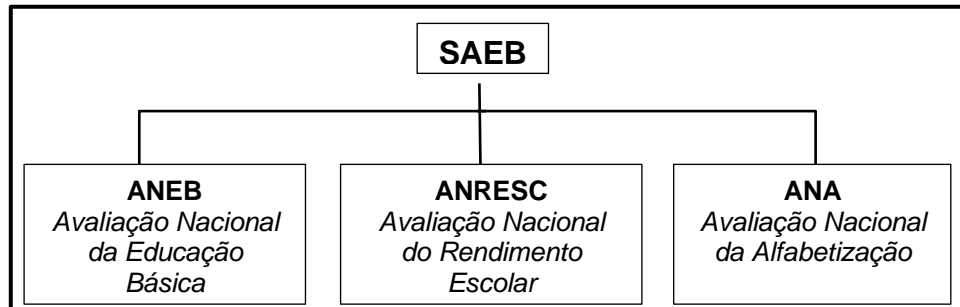 SAEB
ANEB
Avaliação Nacional
da Educação
Básica
ANRESC
Avaliação Nacional
do Rendimento
Escolar
ANA
Avaliação Nacional
da Alfabetização